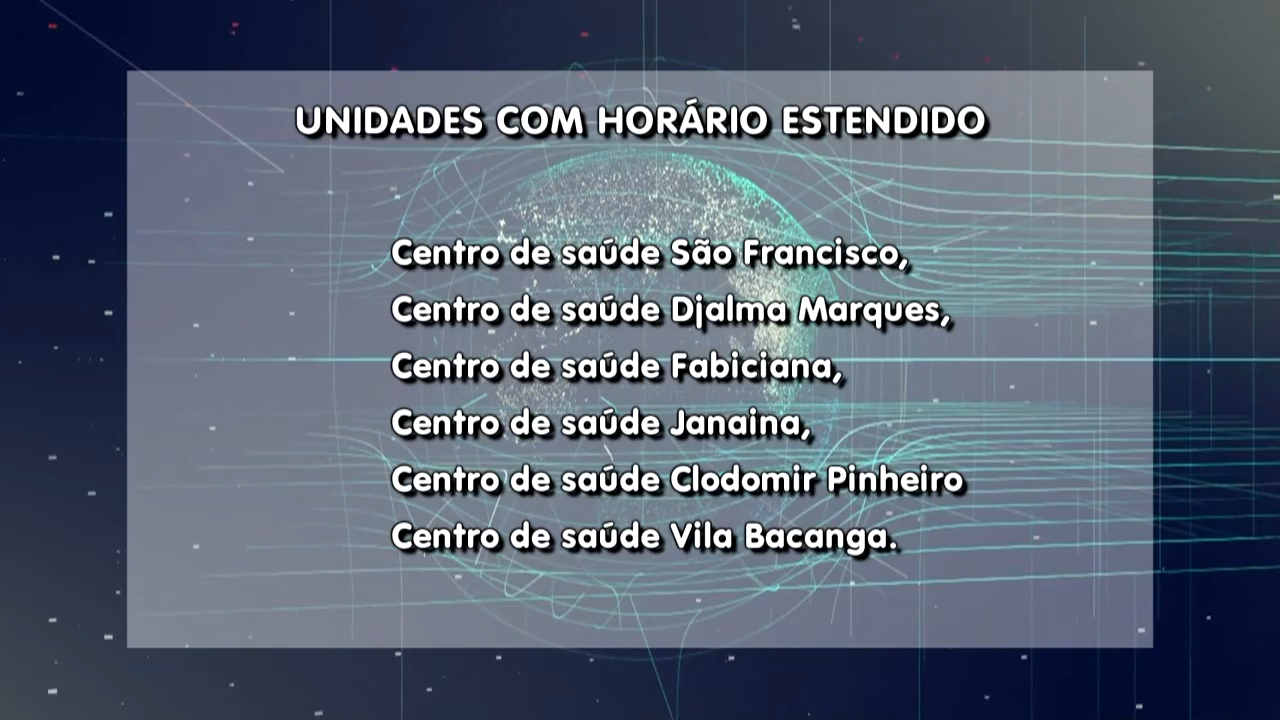 UNIDADES COM HORÁRIO ESTENDIDO
Centro de saúde São Francisco,
Centro de saúde Djalma Marques,
Centro de saúde Fabiciana,
Centro de saúde Janaina,
Centro de saúde Clodomir Pinheiro
Centro de saúde Vila Bacanga.